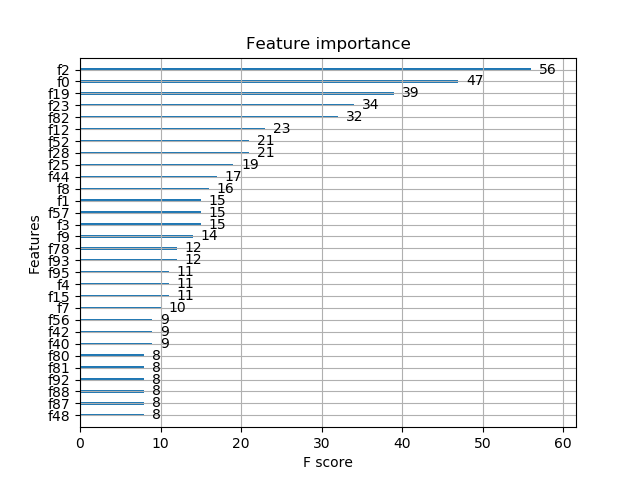 Feature importance
f2 56
f0 47
f19 39
f23 34
f82 32
f12 23
f52 21
f28 21
f25 19
f44 17
f8 16
f1 15
f57 15
f3 15
f9 14
f78 12
f93 12
f95 11
f4 11
f15 11
f7 10
f56 9
f42 9
f40 9
f80 8
f81 8
f92 8
f88 8
f87 8
f48 8
Features
0 10 20 30 40 50 60
F score